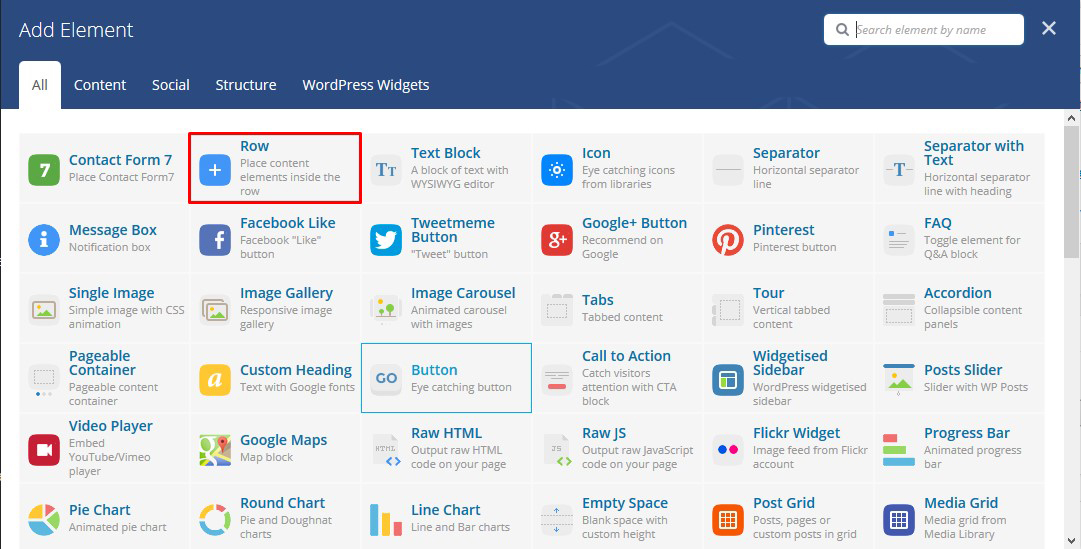 Add Element
Search element by name
All
Content
Social
Structure
WordPress Widgets
7
Contact Form 7
Place Contact Form7
Row
Place content
elements inside the
row
TT
Text Block
A block of text with
WYSIWYG editor
Icon
Eye catching icons
from libraries
Separator
Horizontal separator
line
T
Separator with
Text
Horizontal separator
line with heading
i
Message Box
Notification box
f
Facebook Like
Facebook "Like"
button
Tweetmeme
Button
"Tweet" button
g+
Google+ Button
Recommend on
Google
Pinterest
Pinterest button
FAQ
Toggle element for
Q&A block
Single Image
Simple image with CSS
animation
Image Gallery
Responsive image
gallery
Image Carousel
Animated carousel
with images
Tabs
Tabbed content
Tour
Vertical tabbed
content
Accordion
Collapsible content
panels
Pageable
Container
Pageable content
container
a
Custom Heading
Text with Google fonts
GO
Button
Eye catching button
Call to Action
Catch visitors
attention with CTA
block
Widgetised
Sidebar
WordPress widgetised
sidebar
Posts Slider
Slider with WP Posts
Video Player
Embed
YouTube/Vimeo
player
Google Maps
Map block
HTML
Raw HTML
Output raw HTML
code on your page
JS
Raw JS
Output raw JavaScript
code on your page
Flickr Widget
Image feed from Flickr
account
Progress Bar
Animated progress
bar
Pie Chart
Animated pie chart
Round Chart
Pie and Doughnat
charts
Line Chart
Line and Bar charts
Empty Space
Blank space with
custom height
Post Grid
Posts, pages or
custom posts in grid
Media Grid
Media grid from
Media Library